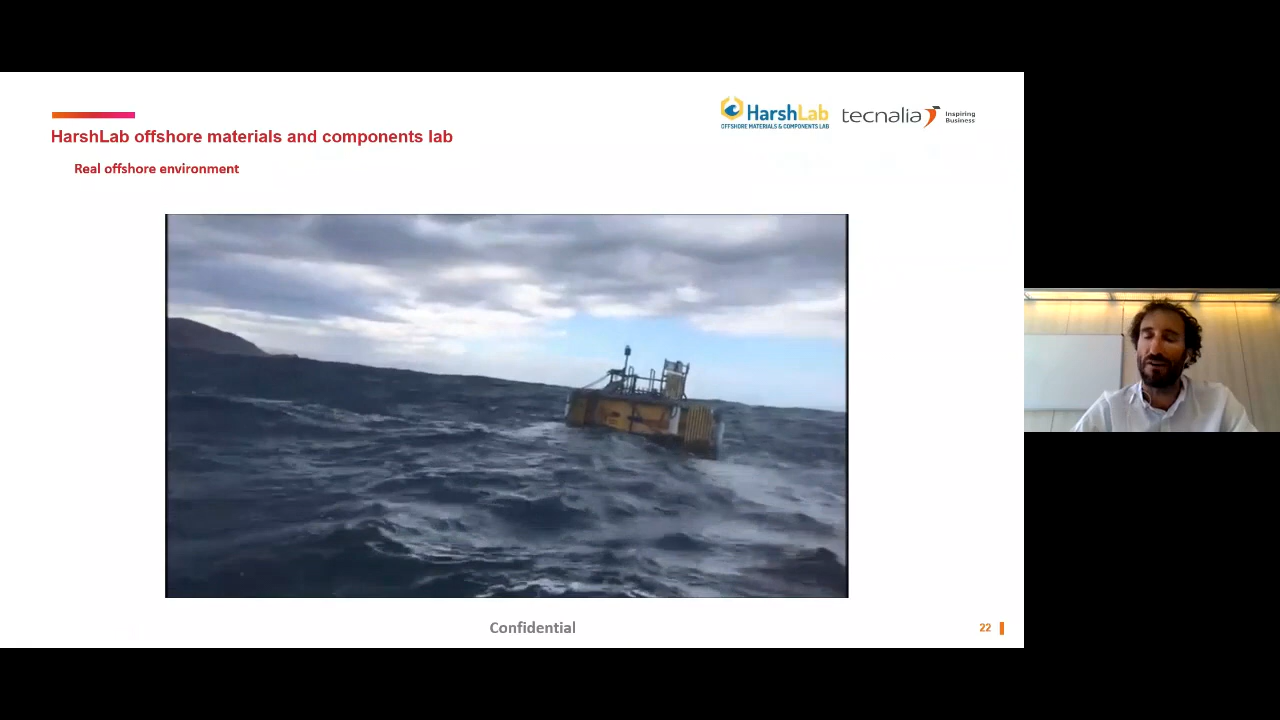 HarshLab offshore materials and components lab
Real offshore environment
HarshLab
OFFSHORE MATERIALS & COMPONENTS LAB
tecnalia
Inspiring
Business
Confidential
22